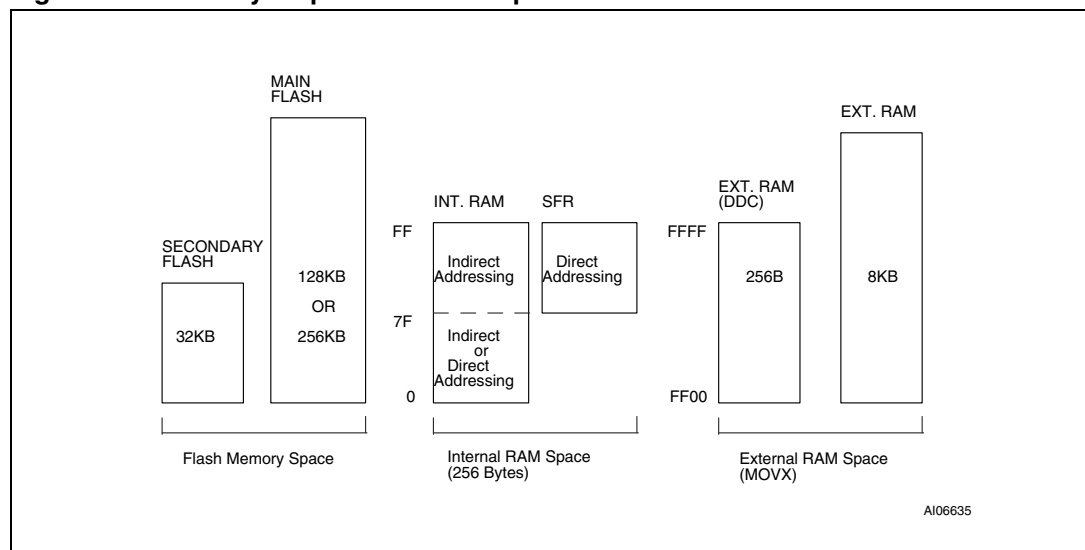 MAIN
FLASH
EXT. RAM
INT. RAM
SFR
EXT. RAM
(DDC)
FF
FFFF
SECONDARY
FLASH
Indirect
Addressing
Direct
Addressing
128KB
OR
256KB
256B
8KB
7F
32KB
Indirect
or
Direct
Addressing
0
FF00
Flash Memory Space
Internal RAM Space
(256 Bytes)
External RAM Space
(MOVX)
AI06635